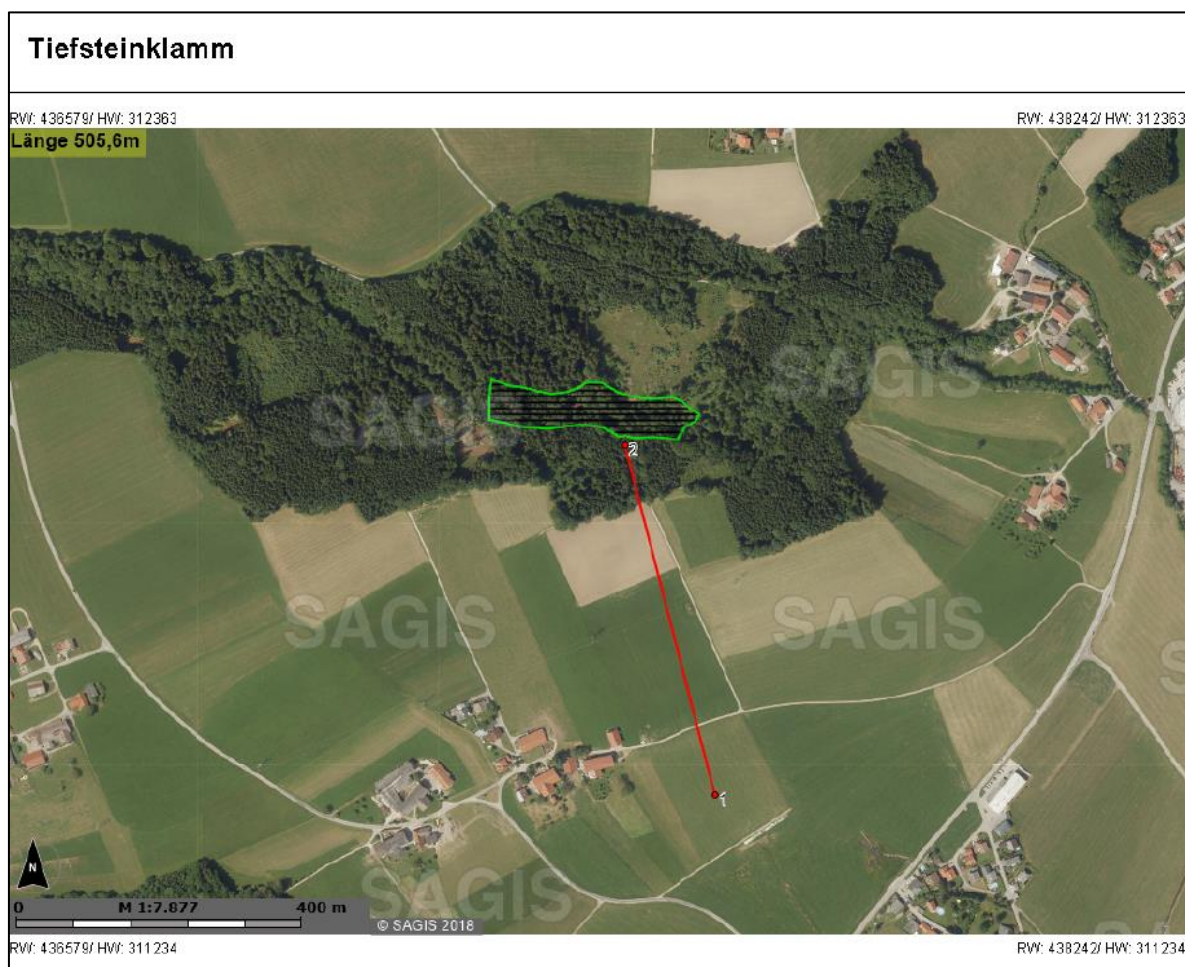 Tiefsteinklamm
RW: 436579/ HW: 312363
RW: 438242/ HW: 312363
Länge 505,6m
SAGIS
SAGIS
2
SAGIS
SAGIS
S
1
N
0 M 1:7.877 400 m
SAGIS
© SAGIS 2018
SAGIS
RW: 436579/ HW: 311234
RW: 438242/ HW: 311234